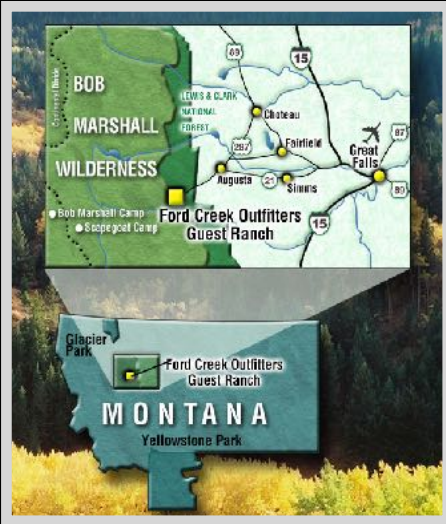 89
15
BOB
MARSHALL
WILDERNESS
Continental Divide
LEWIS & CLARK
NATIONAL
FOREST
Choteau
287
Fairfield
Great
Falls
87
Augusta
21
Simms
89
15
Bob Marshall Camp
Scapegoat Camp
Ford Creek Outfitters
Guest Ranch
Glacier
Park
Ford Creek Outfitters
Guest Ranch
MONTANA
Yellowstone Park